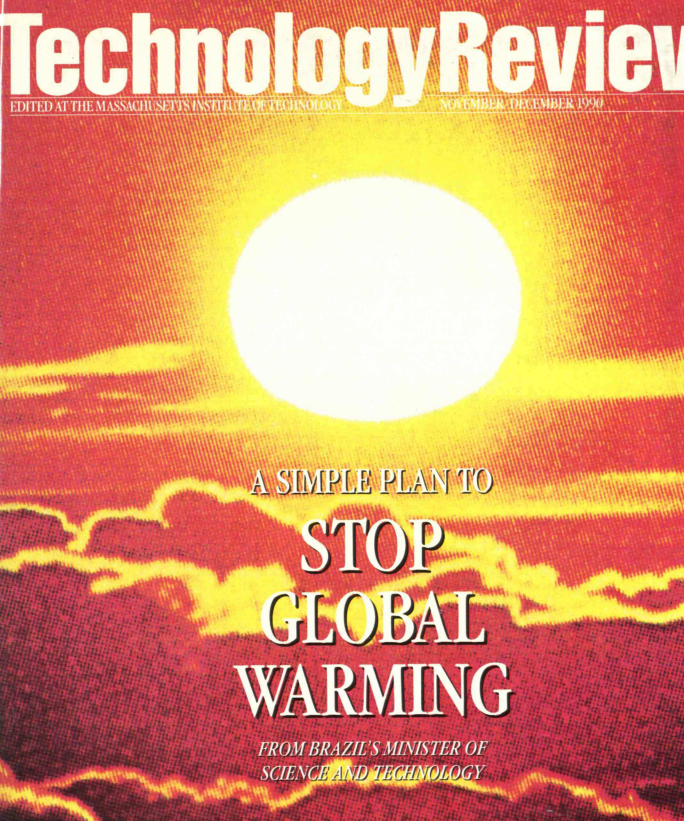 TechnologyReview
EDITED AT THE MASSACHUSETTS INSTITUTE OF TECHNOLOGY NOVEMBER/DECEMBER 1990
A SIMPLE PLAN TO
STOP
GLOBAL
WARMING
FROM BRAZIL'S MINISTER OF
SCIENCE AND TECHNOLOGY